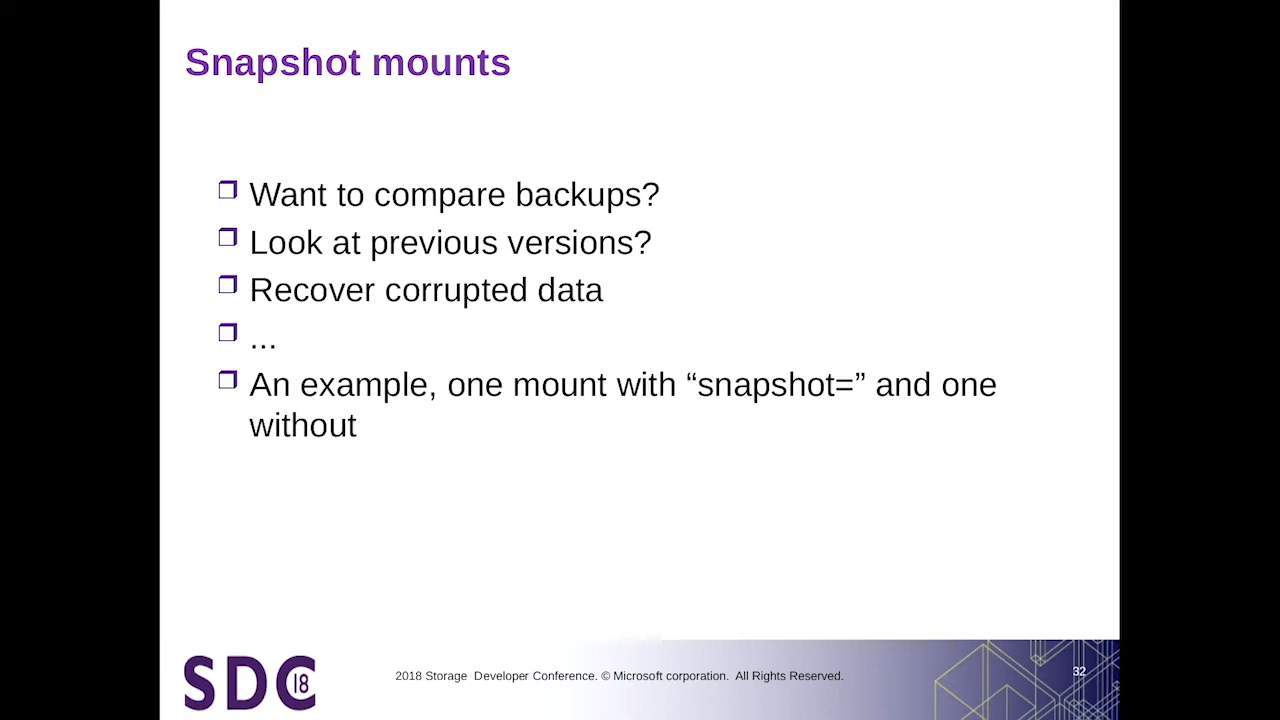 Snapshot mounts
Want to compare backups?
Look at previous versions?
Recover corrupted data
...
An example, one mount with “snapshot=” and one
without
SDC 18
2018 Storage Developer Conference. © Microsoft corporation. All Rights Reserved.
32